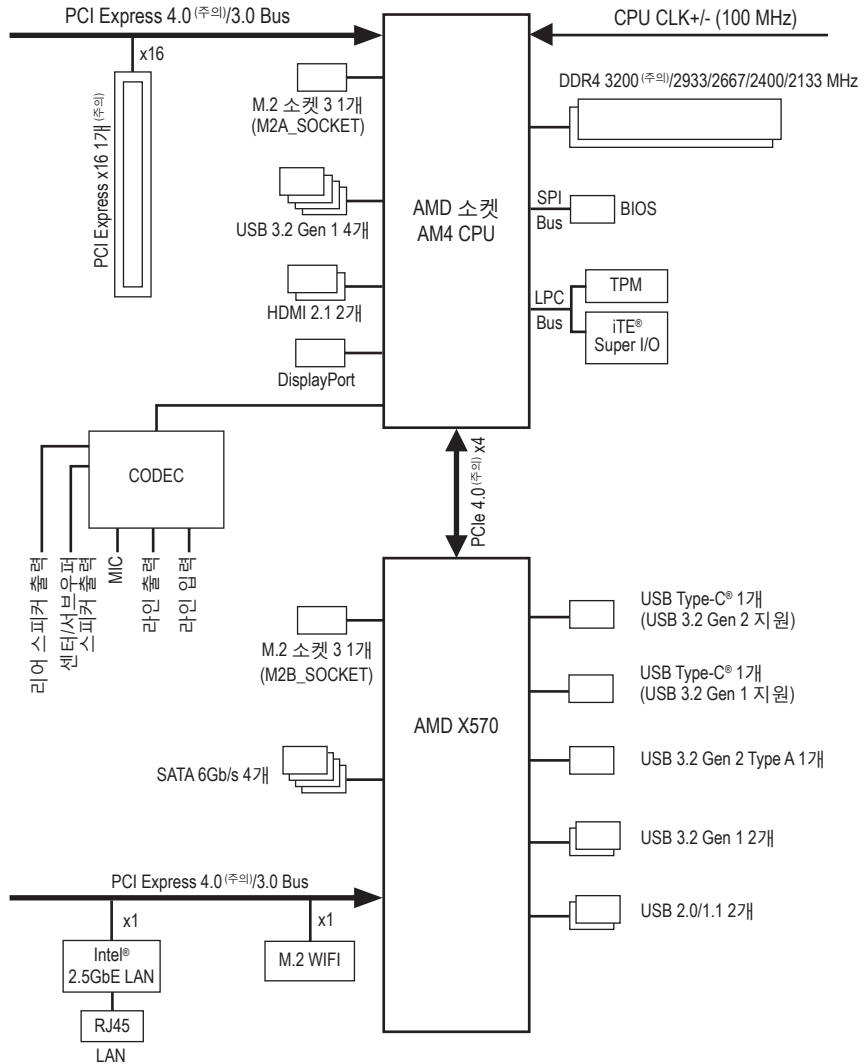 PCI Express 4.0 (주의)/3.0 Bus
x16
PCI Express x16 1개 (주의)
CPU CLK+/- (100 MHz)
DDR4 3200 (주의)/2933/2667/2400/2133 MHz
M.2 소켓 3 1개
(M2A_SOCKET)
USB 3.2 Gen 1 4개
HDMI 2.1 2개
DisplayPort
AMD 소켓
AM4 CPU
SPI
Bus
BIOS
LPC
Bus
TPM
iTE®
Super I/O
CODEC
리어 스피커 출력
센터/서브우퍼
스피커 출력
MIC
라인 출력
라인 입력
PCIe 4.0 (주의) x4
M.2 소켓 3 1개
(M2B_SOCKET)
SATA 6Gb/s 4개
AMD X570
USB Type-C® 1개
(USB 3.2 Gen 2 지원)
USB Type-C® 1개
(USB 3.2 Gen 1 지원)
USB 3.2 Gen 2 Type A 1개
USB 3.2 Gen 1 2개
USB 2.0/1.1 2개
PCI Express 4.0 (주의)/3.0 Bus
x1
x1
Intel®
2.5GbE LAN
M.2 WIFI
RJ45
LAN